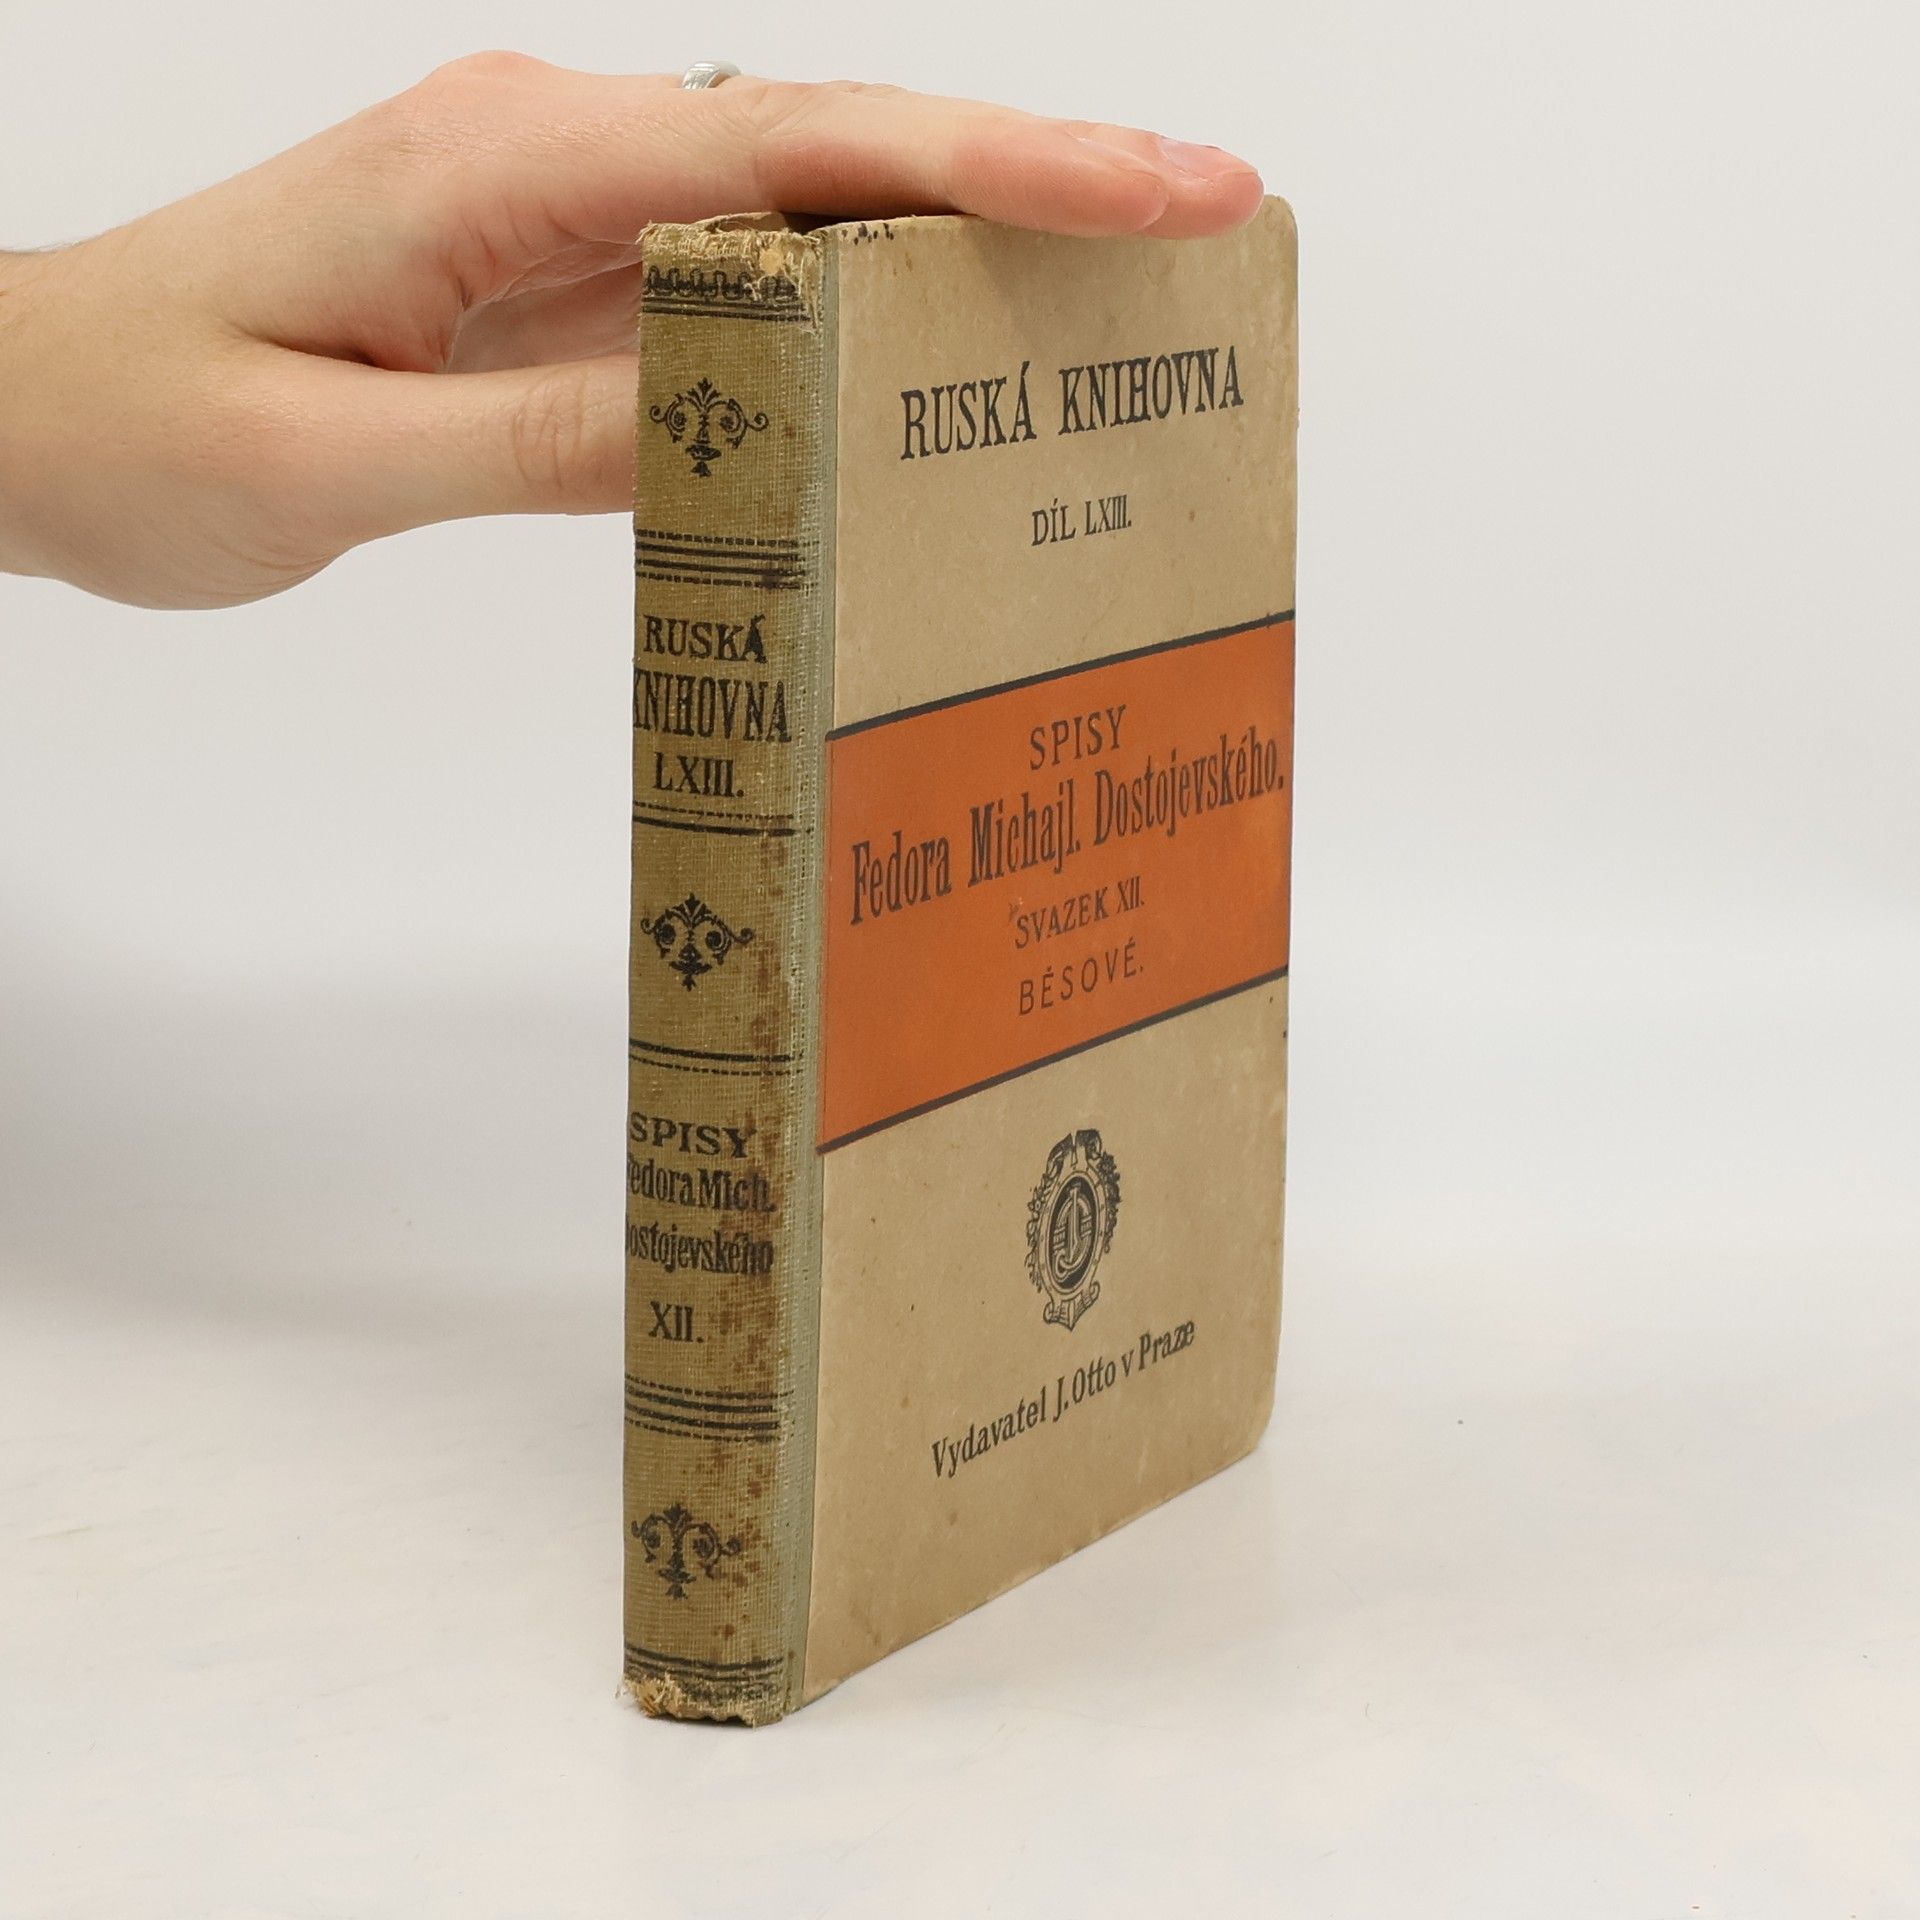 RUSKÁ
KNIHOVNA
LXIII.
SPISY
Fedora Mich.
Dostojevského
XII.
RUSKÁ KNIHOVNA
DÍL LXIII.
SPISY
Fedora Michajl. Dostojevského.
SVAZEK XII.
BĚSOVÉ.
Vydavatel J. Otto v Praze